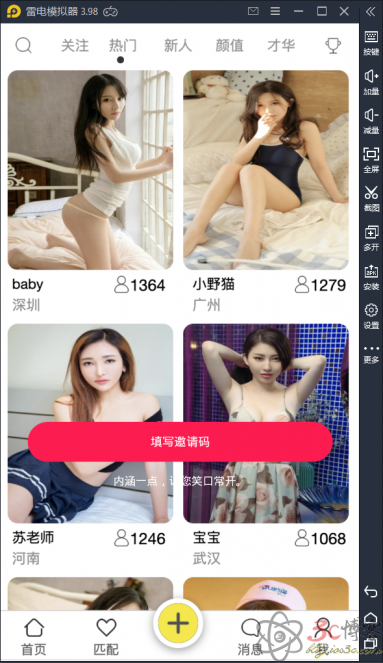 雷电模拟器 3.98
关注 热门 新人 颜值 才华
按键
加量
减量
全屏
截图
多开
安装
设置
更多
baby 1364
深圳
小野猫 1279
广州
填写邀请码
内涵一点，让您笑口常开。
苏老师 1246
河南
宝宝 1068
武汉
首页 匹配 消息 我